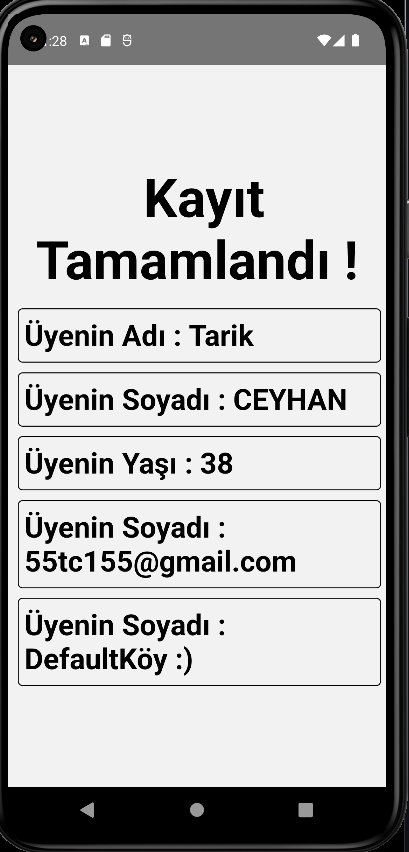 :28
Kayıt
Tamamlandı !
Üyenin Adı : Tarik
Üyenin Soyadı : CEYHAN
Üyenin Yaşı : 38
Üyenin Soyadı :
55tc155@gmail.com
Üyenin Soyadı :
DefaultKöy :)